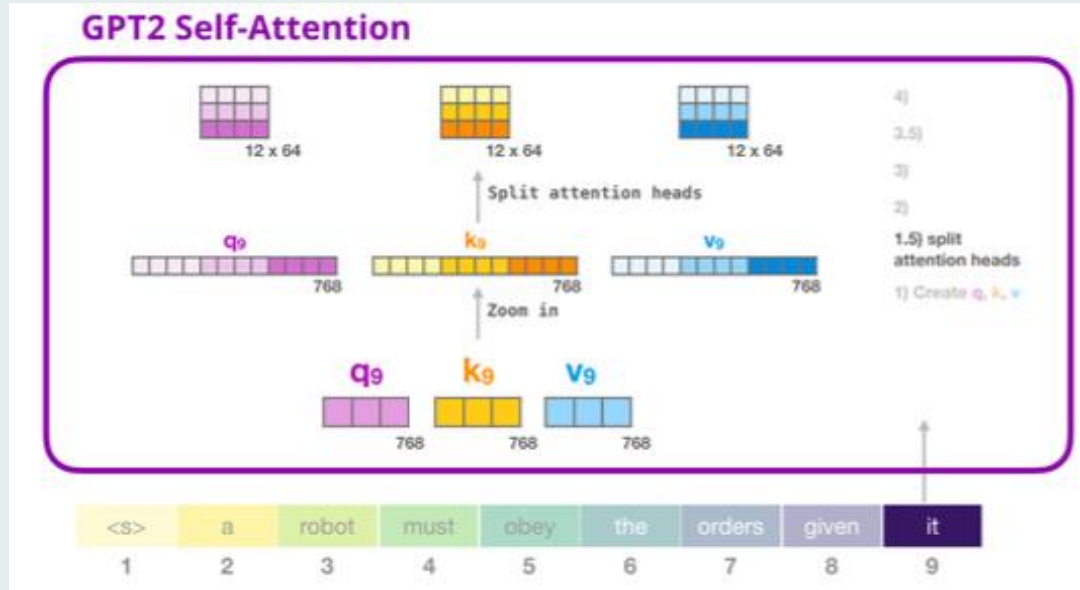 GPT2 Self-Attention
12 x 64
12 x 64
12 x 64
4)
3.5)
3)
2)
1.5) split
attention heads
1) Create q, k, v
Split attention heads
q9
k9
v9
768
768
768
Zoom in
q9
k9
v9
768
768
768
<s> a robot must obey the orders given it
1 2 3 4 5 6 7 8 9